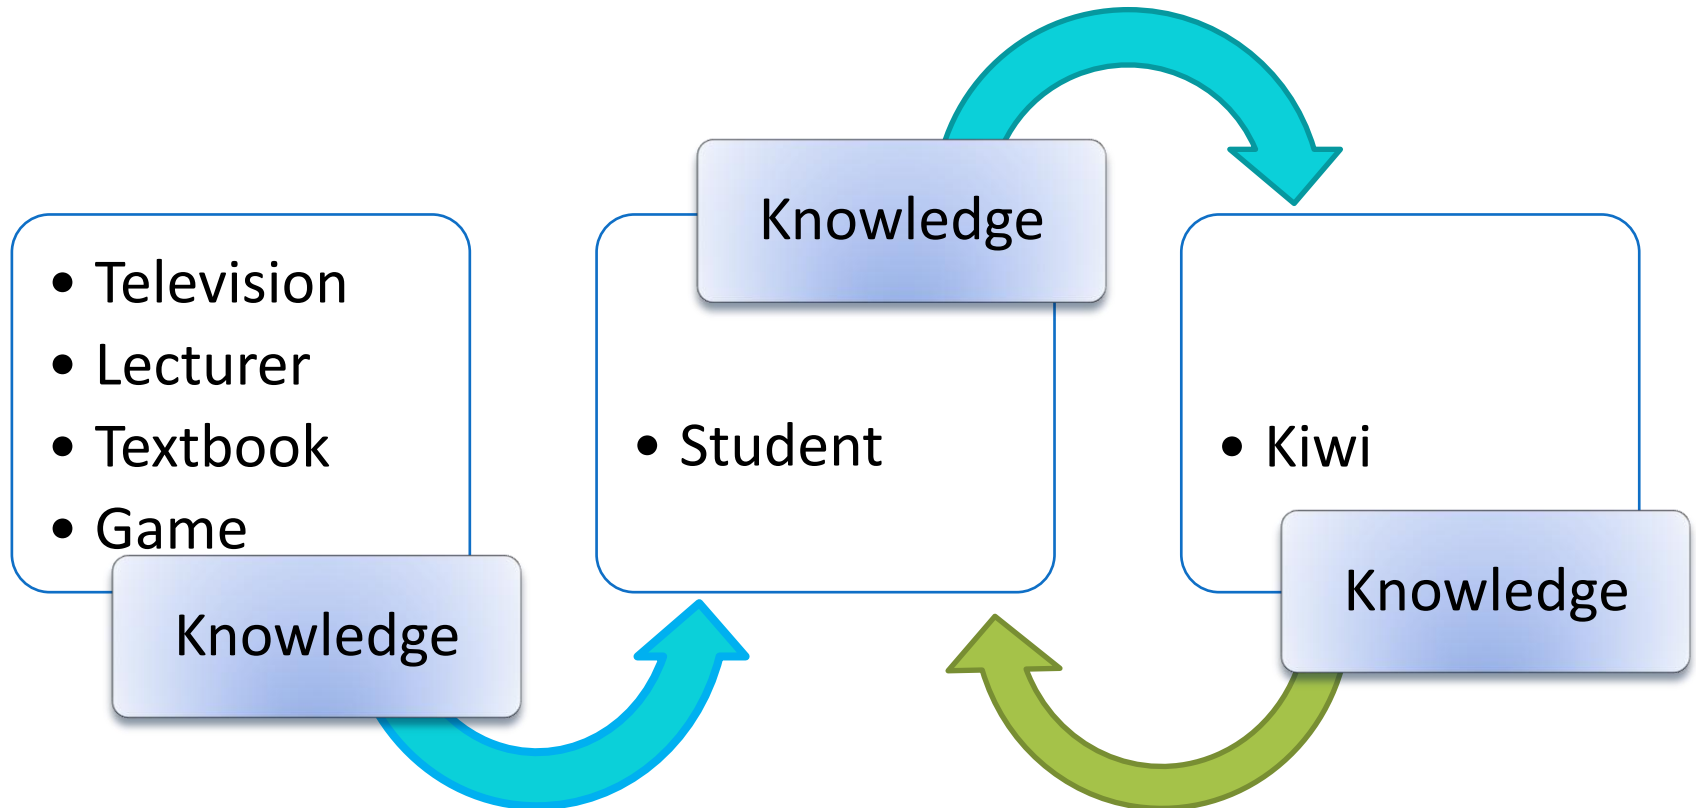 • Television
• Lecturer
• Textbook
• Game
Knowledge
Knowledge
• Student
• Kiwi
Knowledge